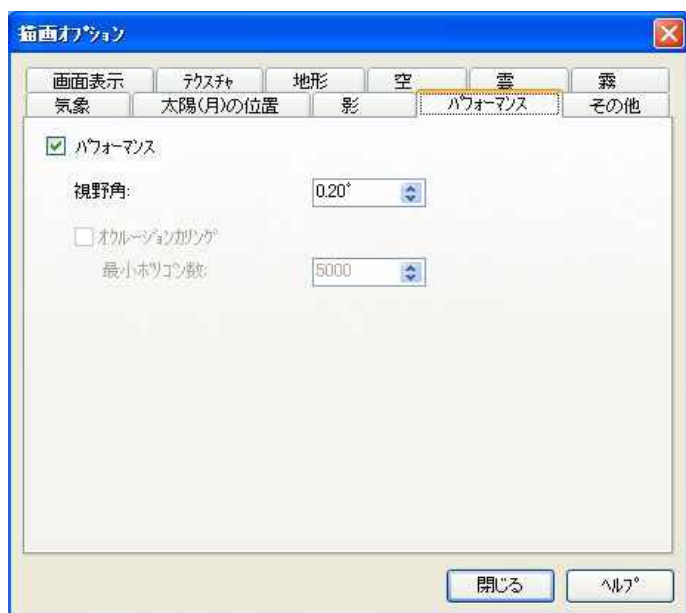 描画ｵﾌﾟｼｮﾝ
画面表示 ﾃｸｽﾁｬ 地形 空 雲 霧
気象 太陽(月)の位置 影 ﾊﾟﾌｫｰﾏﾝｽ その他
ﾊﾟﾌｫｰﾏﾝｽ
視野角: 0.20°
ｵｸﾙｰｼﾞｮﾝｶﾘﾝｸﾞ
最小ﾎﾟﾘｺﾞﾝ数: 5000
閉じる ﾍﾙﾌﾟ